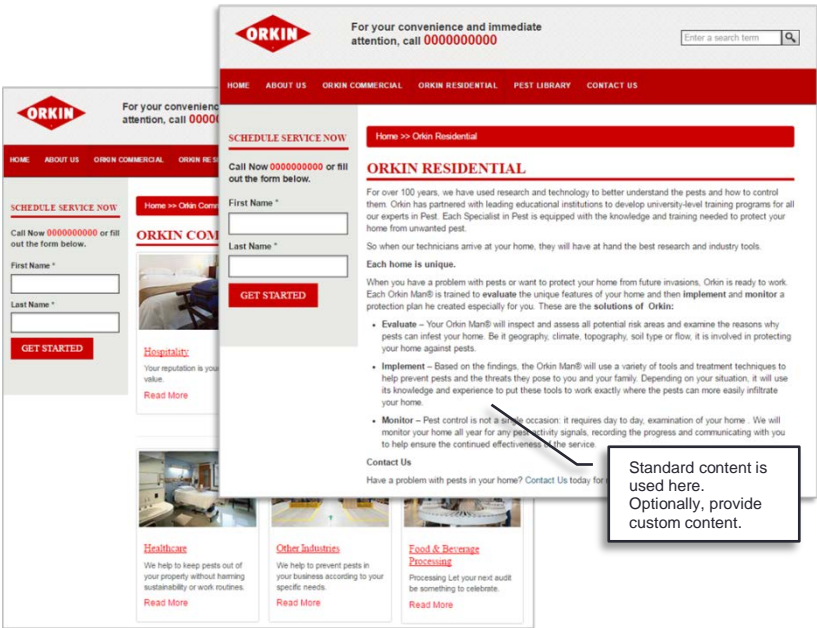 ORKIN
For your convenience and immediate
attention, call 0000000000
Enter a search term
HOME ABOUT US ORKIN COMMERCIAL ORKIN RESIDENTIAL PEST LIBRARY CONTACT US
SCHEDULE SERVICE NOW
Call Now 0000000000 or fill
out the form below.
First Name *
Last Name *
GET STARTED
Home >> Orkin Residential
ORKIN RESIDENTIAL
For over 100 years, we have used research and technology to better understand the pests and how to control
them. Orkin has partnered with leading educational institutions to develop university-level training programs for all
our experts in Pest. Each Specialist in Pest is equipped with the knowledge and training needed to protect your
home from unwanted pest.
So when our technicians arrive at your home, they will have at hand the best research and industry tools.
Each home is unique.
When you have a problem with pests or want to protect your home from future invasions, Orkin is ready to work.
Each Orkin Man® is trained to evaluate the unique features of your home and then implement and monitor a
protection plan he created especially for you. These are the solutions of Orkin:
• Evaluate – Your Orkin Man® will inspect and assess all potential risk areas and examine the reasons why
pests can infest your home. Be it geography, climate, topography, soil type or flow, it is involved in protecting
your home against pests.
• Implement – Based on the findings, the Orkin Man® will use a variety of tools and treatment techniques to
help prevent pests and the threats they pose to you and your family. Depending on your situation, it will use
its knowledge and experience to put these tools to work exactly where the pests can more easily infiltrate
your home.
• Monitor – Pest control is not a single occasion: it requires day to day, examination of your home . We will
monitor your home all year for any pest activity signals, recording the progress and communicating with you
to help ensure the continued effectiveness of the service.
Contact Us
Have a problem with pests in your home? Contact Us today for
Standard content is
used here.
Optionally, provide
custom content.
ORKIN
For your convenienc
attention, call 0000
HOME ABOUT US ORKIN COMMERCIAL ORKIN RES
SCHEDULE SERVICE NOW
Call Now 0000000000 or fill
out the form below.
First Name *
Last Name *
GET STARTED
Home >> Orkin Com
ORKIN COM
Hospitality
Your reputation is your
value.
Read More
Healthcare
We help to keep pests out of
your property without harming
sustainability or work routines.
Read More
Other Industries
We help to prevent pests in
your business according to your
specific needs.
Read More
Food & Beverage
Processing
Processing Let your next audit
be something to celebrate.
Read More